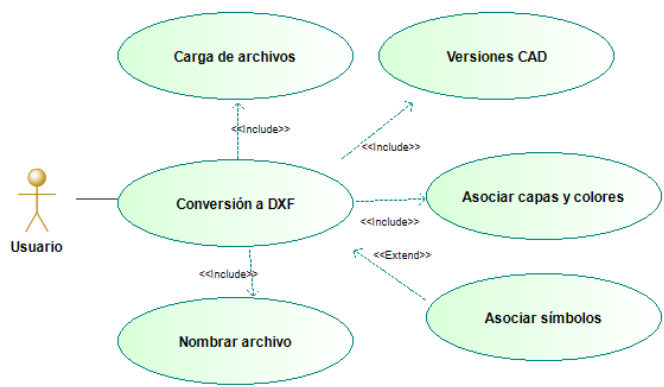 Carga de archivos
Versiones CAD
<<Include>>
<<Include>>
Usuario
Conversión a DXF
Asociar capas y colores
<<Include>>
<<Extend>>
<<Include>>
Nombrar archivo
Asociar símbolos